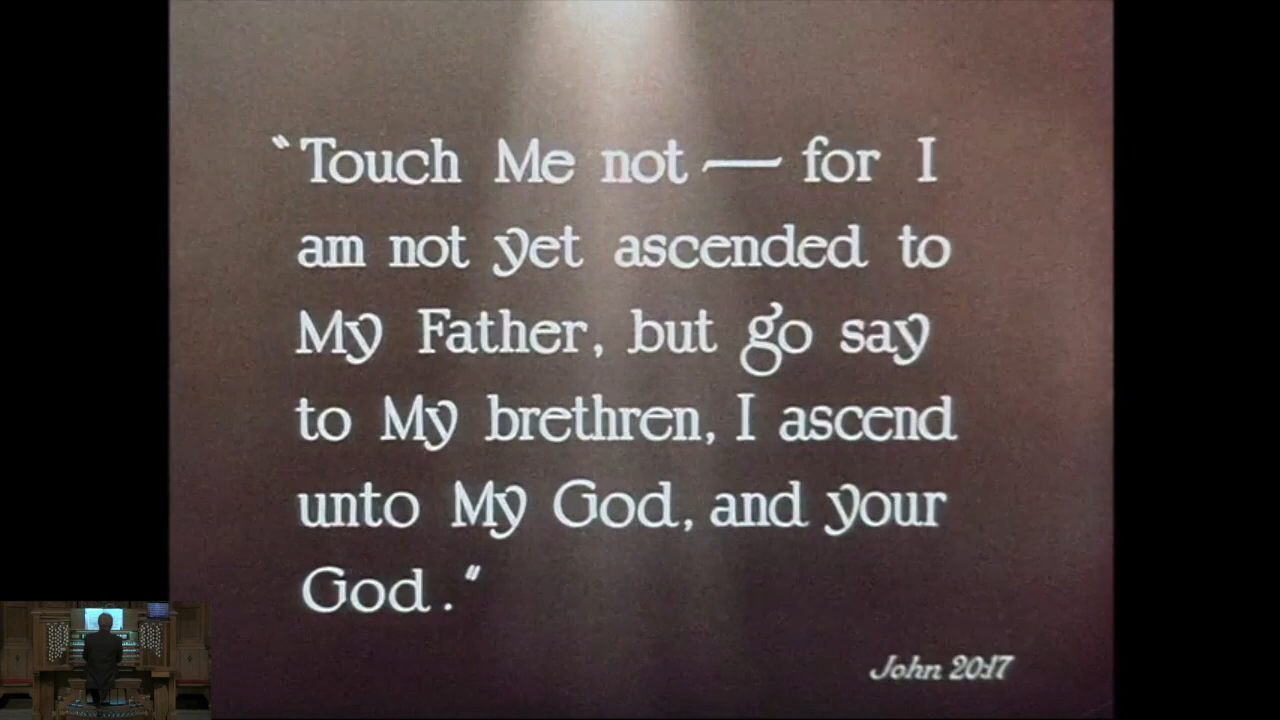 "Touch Me not — for I
am not yet ascended to
My Father, but go say
to My brethren, I ascend
unto My God, and your
God."
John 20:17